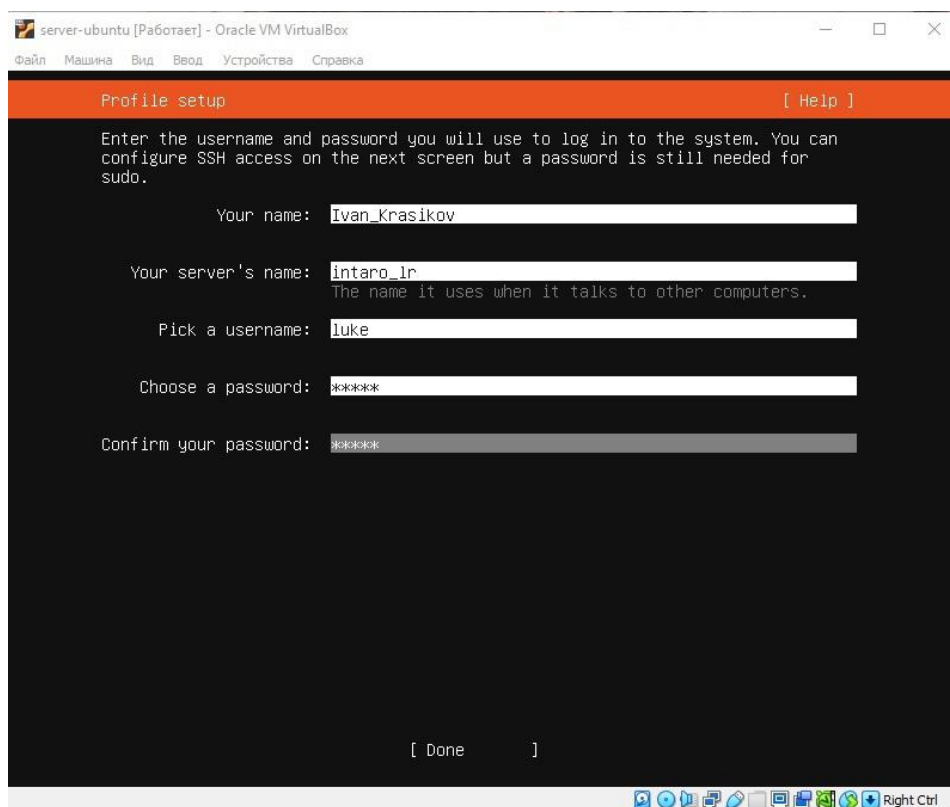 server-ubuntu [Работает] - Oracle VM VirtualBox
Файл Машина Вид Ввод Устройства Справка
Profile setup [ Help ]
Enter the username and password you will use to log in to the system. You can
configure SSH access on the next screen but a password is still needed for
sudo.
Your name: Ivan_Krasikov
Your server's name: intaro_lr
The name it uses when it talks to other computers.
Pick a username: luke
Choose a password: *****
Confirm your password: *****
[ Done ]
Right Ctrl